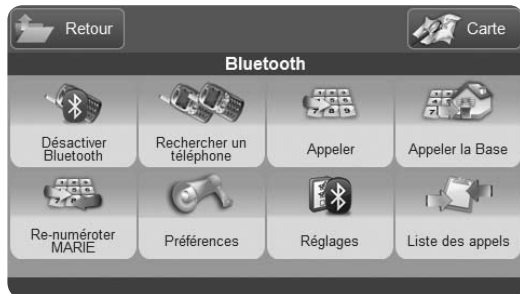 Retour
Carte
Bluetooth
Désactiver
Bluetooth
Rechercher un
téléphone
Appeler
Appeler la Base
Re-numéroter
MARIE
Préférences
Réglages
Liste des appels